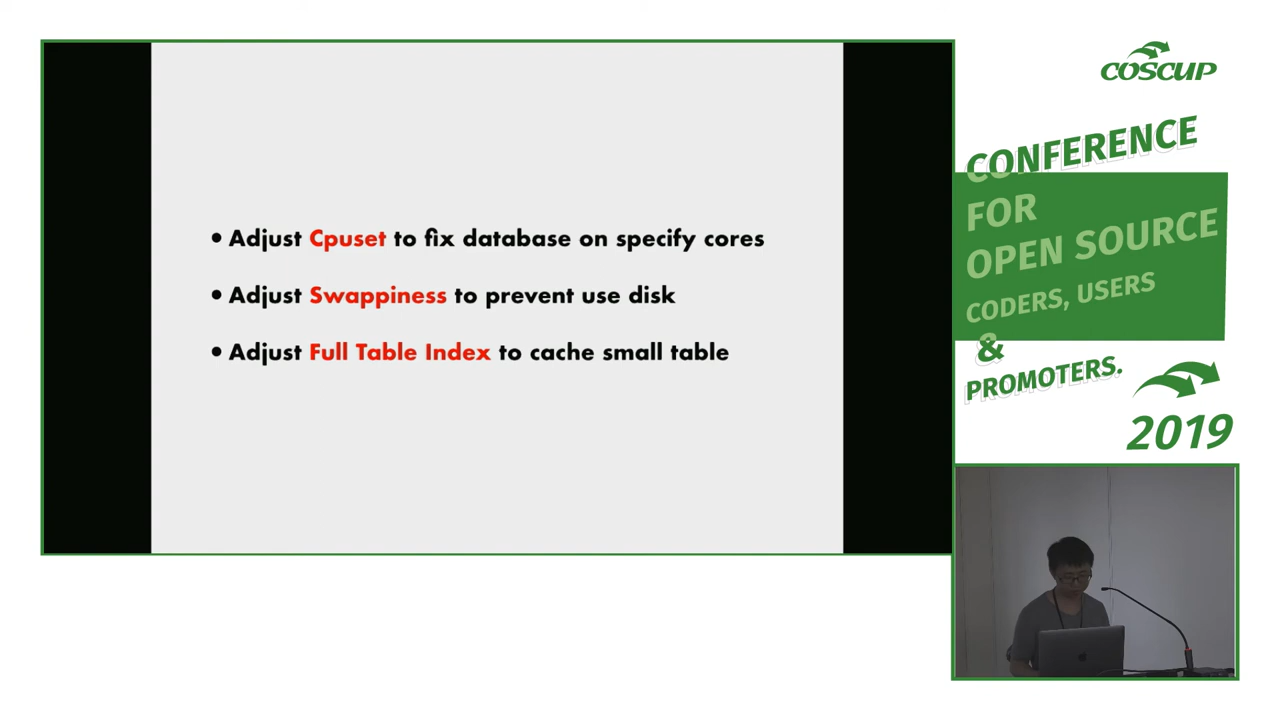 • Adjust Cpuset to fix database on specify cores
• Adjust Swappiness to prevent use disk
• Adjust Full Table Index to cache small table
COSCUP
CONFERENCE
FOR
OPEN SOURCE
CODERS, USERS
&
PROMOTERS.
2019